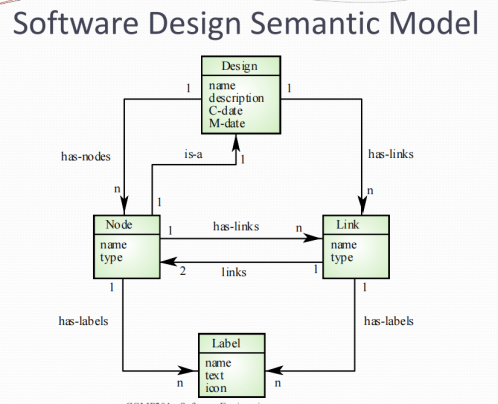 Software Design Semantic Model
Design
name
description
C-date
M-date
1
1
has-nodes
is-a
1
has-links
n
1
n
Node
name
type
1
has-links
n
Link
name
type
2
links
1
1
1
has-labels
has-labels
Label
name
text
icon
n
n